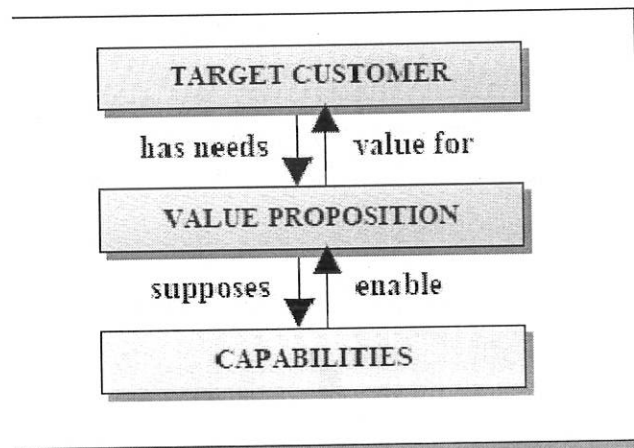 TARGET CUSTOMER
has needs value for
VALUE PROPOSITION
supposes enable
CAPABILITIES